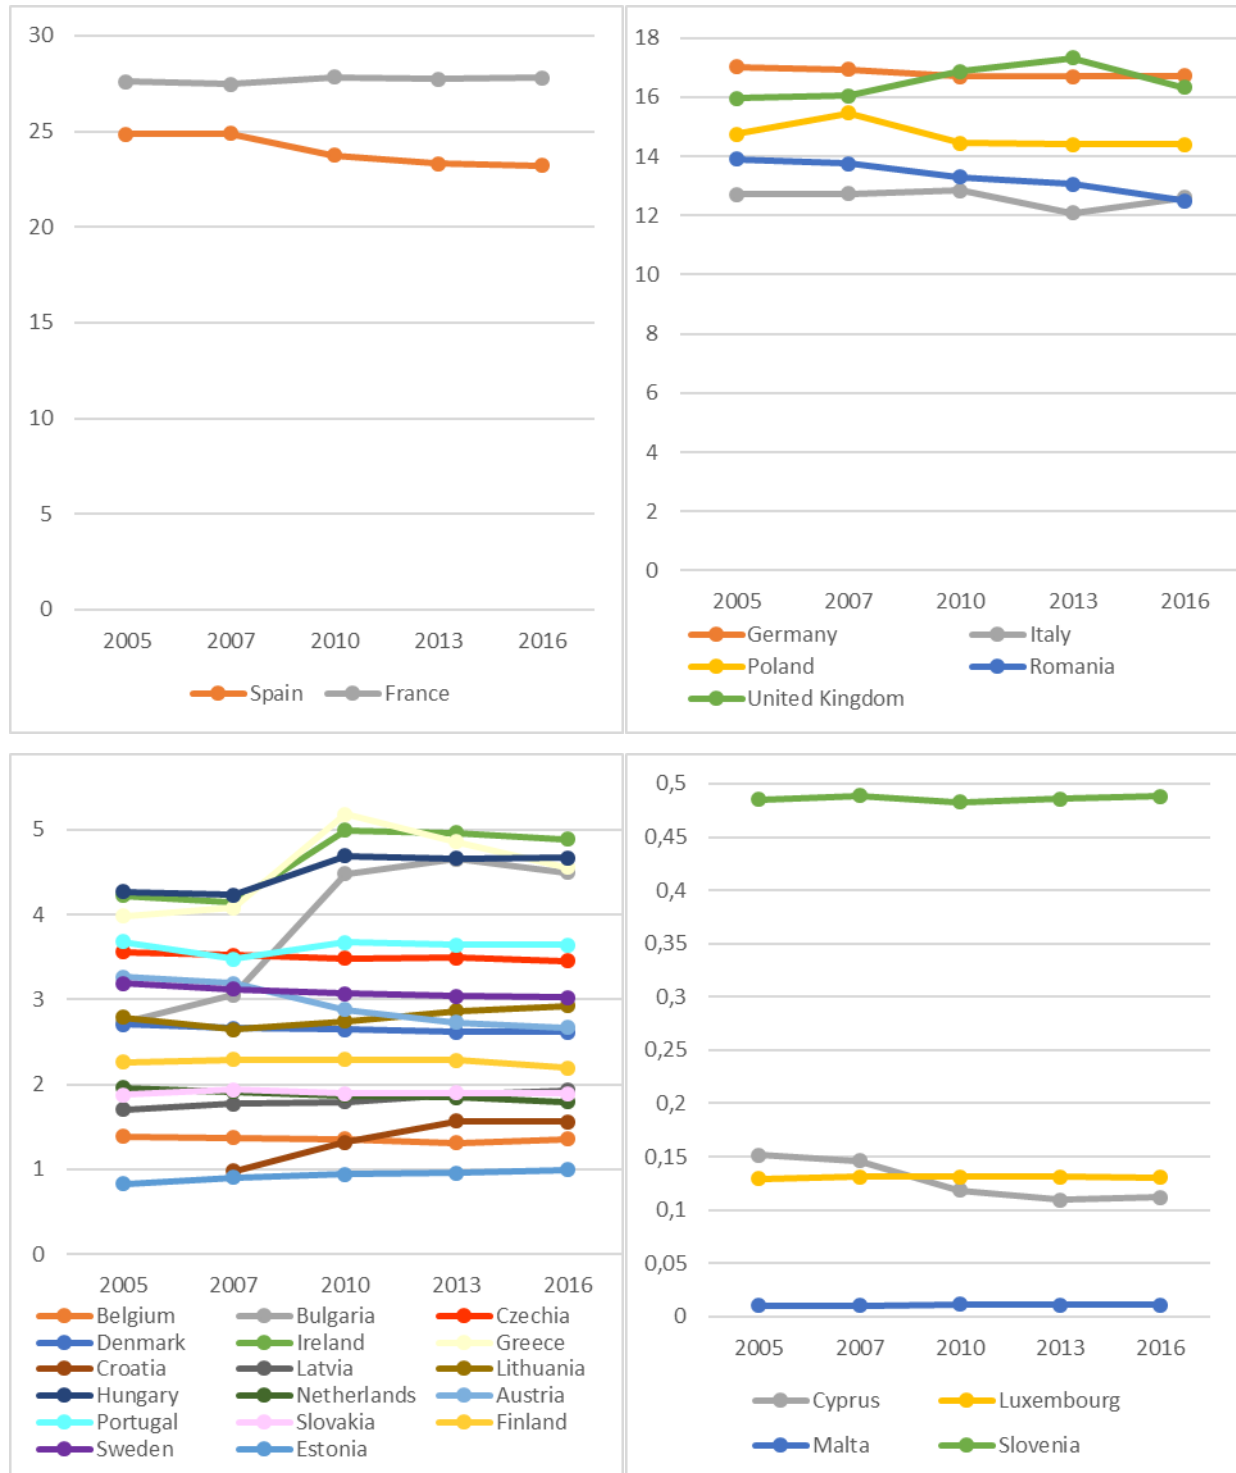 30
25
20
15
10
5
0
2005 2007 2010 2013 2016
Spain France
18
16
14
12
10
8
6
4
2
0
2005 2007 2010 2013 2016
Germany Italy
Poland Romania
United Kingdom
5
4
3
2
1
0
2005 2007 2010 2013 2016
Belgium Bulgaria Czechia
Denmark Ireland Greece
Croatia Latvia Lithuania
Hungary Netherlands Austria
Portugal Slovakia Finland
Sweden Estonia
0,5
0,45
0,4
0,35
0,3
0,25
0,2
0,15
0,1
0,05
0
2005 2007 2010 2013 2016
Cyprus Luxembourg
Malta Slovenia